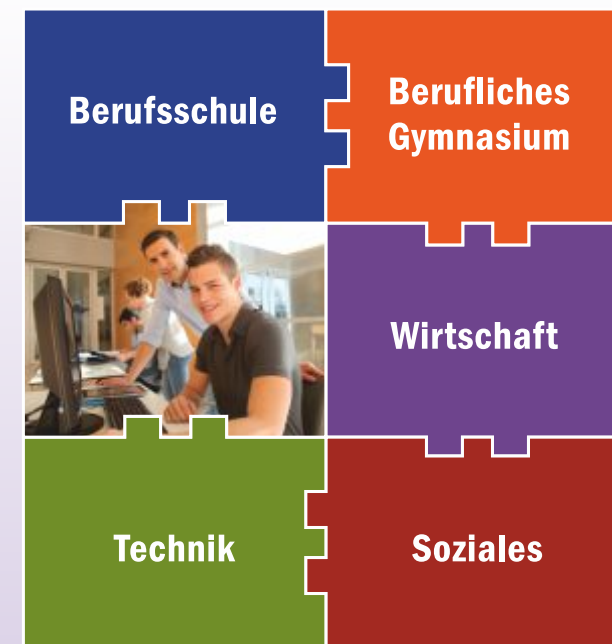 Berufsschule
Berufliches
Gymnasium
Wirtschaft
Technik
Soziales